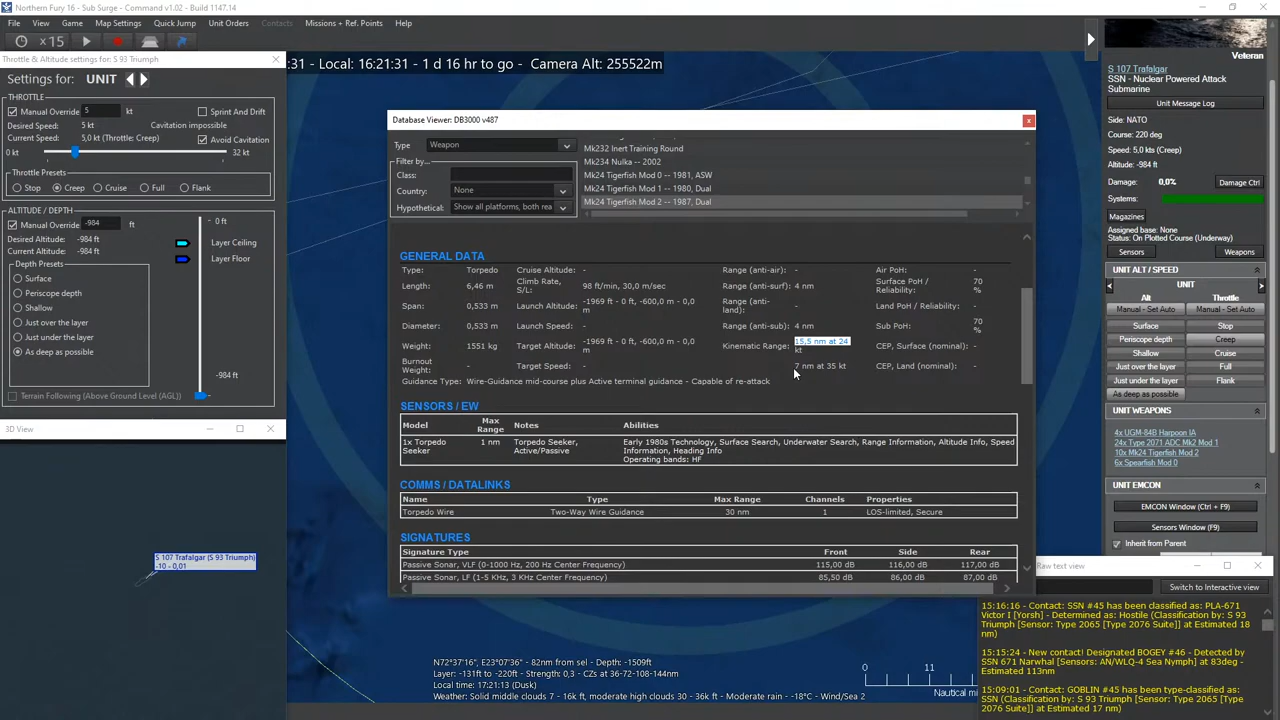 Northern Fury 16 - Sub Surge - Command v1.02 - Build 1147.14
File View Game Map Settings Quick Jump Unit Orders Contacts Missions + Ref. Points Help
x15
:31 - Local: 16:21:31 - 1 d 16 hr to go - Camera Alt: 255522m
Throttle & Altitude settings for: S 93 Triumph
Settings for: UNIT
THROTTLE
Manual Override 5 kt Sprint And Drift
Desired Speed: 5 kt Cavitation impossible
Current Speed: 5,0 kt (Throttle: Creep) Avoid Cavitation
0 kt 32 kt
Throttle Presets
Stop Creep Cruise Full Flank
ALTITUDE / DEPTH
Manual Override -984 ft - 0 ft
Desired Altitude: -984 ft Layer Ceiling
Current Altitude: -984 ft Layer Floor
Depth Presets
Surface
Periscope depth
Shallow
Just over the layer
Just under the layer
As deep as possible
-984 ft
Terrain Following (Above Ground Level (AGL))
3D View
S 107 Trafalgar (S 93 Triumph)
-10 - 0,01
Database Viewer: DB3000 v487
Type Weapon
Filter by...
Class:
Country: None
Hypothetical: Show all platforms, both rea
Mk232 Inert Training Round
Mk234 Nulka -- 2002
Mk24 Tigerfish Mod 0 -- 1981, ASW
Mk24 Tigerfish Mod 1 -- 1980, Dual
Mk24 Tigerfish Mod 2 -- 1987, Dual
GENERAL DATA
Type: Torpedo Cruise Altitude: - Range (anti-air): - Air PoH: -
Length: 6,46 m Climb Rate, S/L: 98 ft/min, 30,0 m/sec Range (anti-surf): 4 nm Surface PoH / Reliability: 70 %
Span: 0,533 m Launch Altitude: -1969 ft - 0 ft, -600,0 m - 0,0 m Range (anti-land): - Land PoH / Reliability: -
Diameter: 0,533 m Launch Speed: - Range (anti-sub): 4 nm Sub PoH: 70 %
Weight: 1551 kg Target Altitude: -1969 ft - 0 ft, -600,0 m - 0,0 m Kinematic Range: 15,5 nm at 24 kt CEP, Surface (nominal): -
Burnout Weight: - Target Speed: - 7 nm at 35 kt CEP, Land (nominal): -
Guidance Type: Wire-Guidance mid-course plus Active terminal guidance - Capable of re-attack
SENSORS / EW
Model Max Range Notes Abilities
1x Torpedo Seeker 1 nm Torpedo Seeker, Active/Passive Early 1980s Technology, Surface Search, Underwater Search, Range Information, Altitude Info, Speed
Information, Heading Info
Operating bands: HF
COMMS / DATALINKS
Name Type Max Range Channels Properties
Torpedo Wire Two-Way Wire Guidance 30 nm 1 LOS-limited, Secure
SIGNATURES
Signature Type Front Side Rear
Passive Sonar, VLF (0-1000 Hz, 200 Hz Center Frequency) 115,00 dB 116,00 dB 117,00 dB
Passive Sonar, LF (1-5 KHz, 3 KHz Center Frequency) 85,50 dB 86,00 dB 87,00 dB
N72°37'16", E23°07'36" - 82nm from sel - Depth: -1509ft
Layer: -131ft to -220ft - Strength: 0,3 - CZs at 36-72-108-144nm
Local time: 17:21:13 (Dusk)
Weather: Solid middle clouds 7 - 16k ft, moderate high clouds 30 - 36k ft - Moderate rain - -18°C - Wind/Sea 2
0 11
Nautical mi
Veteran
S 107 Trafalgar
SSN - Nuclear Powered Attack
Submarine
Unit Message Log
Side: NATO
Course: 220 deg
Speed: 5,0 kts (Creep)
Altitude: -984 ft
Damage: 0,0% Damage Ctrl
Systems:
Magazines
Assigned base: None
Status: On Plotted Course (Underway)
Sensors Weapons
UNIT ALT / SPEED
UNIT
Alt Throttle
Manual - Set Auto Manual - Set Auto
Surface Stop
Periscope depth Creep
Shallow Cruise
Just over the layer Full
Just under the layer Flank
As deep as possible
UNIT WEAPONS
4x UGM-84B Harpoon IA
24x Type 2071 ADC Mk2 Mod 1
10x Mk24 Tigerfish Mod 2
6x Spearfish Mod 0
UNIT EMCON
EMCON Window (Ctrl + F9)
Sensors Window (F9)
Inherit from Parent
Raw text view
Switch to Interactive view
15:16:16 - Contact: SSN #45 has been classified as: PLA-671
Victor I [Yorsh] - Determined as: Hostile (Classification by: S 93
Triumph [Sensor: Type 2065 [Type 2076 Suite]] at Estimated 18
nm)
15:15:24 - New contact! Designated BOGEY #46 - Detected by
SSN 671 Narwhal [Sensors: AN/WLQ-4 Sea Nymph] at 83deg -
Estimated 113nm
15:09:01 - Contact: GOBLIN #45 has been type-classified as:
SSN (Classification by: S 93 Triumph [Sensor: Type 2065 [Type
2076 Suite]] at Estimated 17 nm)